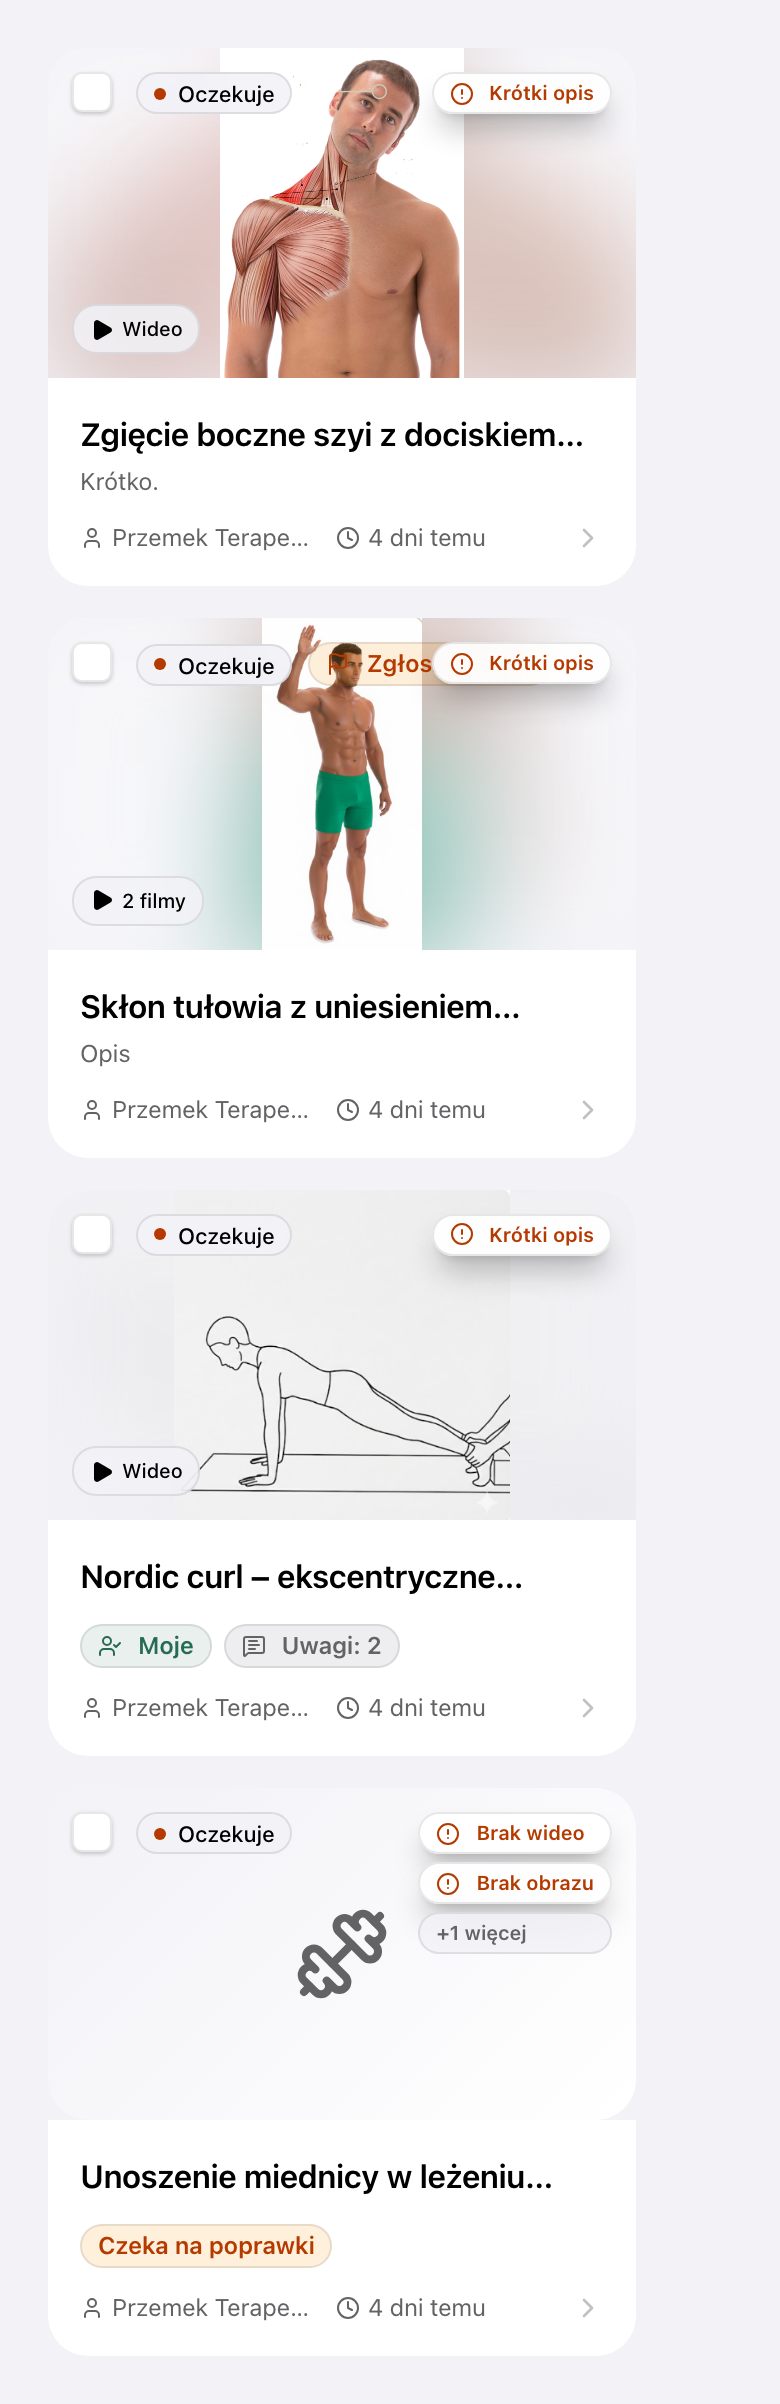 Oczekuje
Krótki opis
Wideo
Zgięcie boczne szyi z dociskiem...
Krótko.
Przemek Terape... 4 dni temu
Oczekuje
Zgłos
Krótki opis
2 filmy
Skłon tułowia z uniesieniem...
Opis
Przemek Terape... 4 dni temu
Oczekuje
Krótki opis
Wideo
Nordic curl – ekscentryczne...
Moje
Uwagi: 2
Przemek Terape... 4 dni temu
Oczekuje
Brak wideo
Brak obrazu
+1 więcej
Unoszenie miednicy w leżeniu...
Czeka na poprawki
Przemek Terape... 4 dni temu